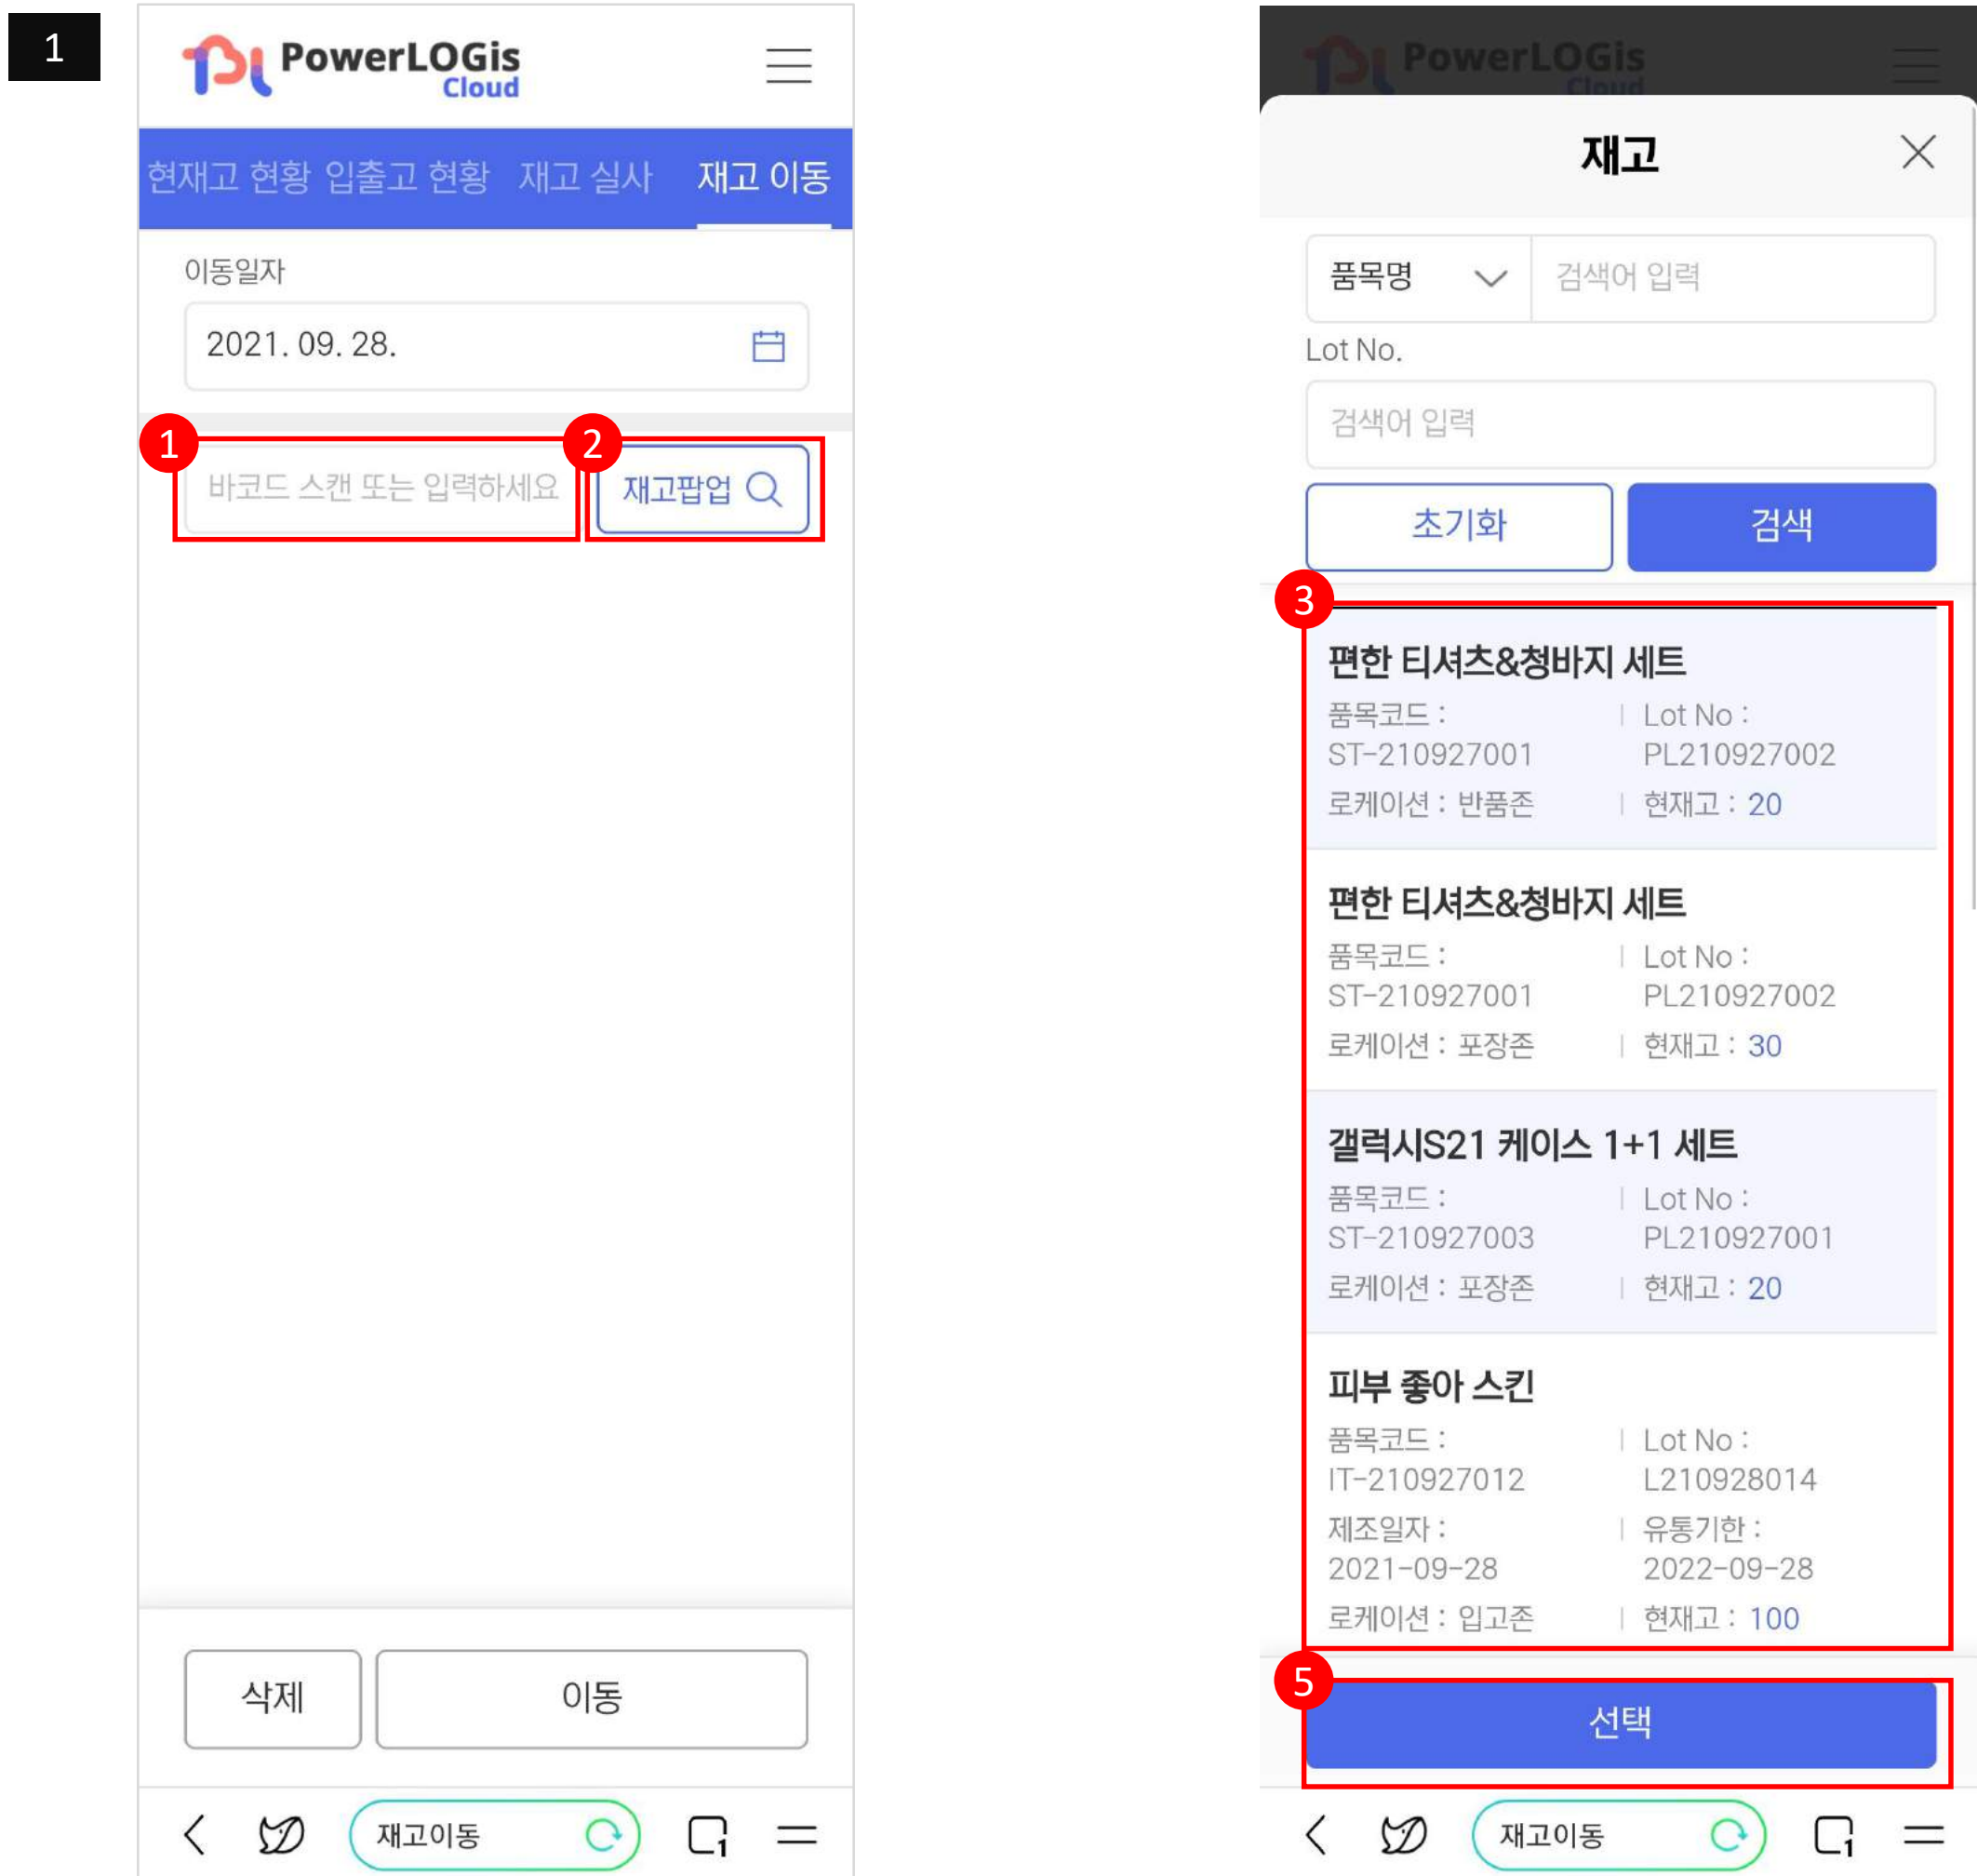 1
PowerLOGis
Cloud
현재고 현황 입출고 현황 재고 실사 재고 이동
이동일자
2021. 09. 28.
1
2
바코드 스캔 또는 입력하세요
재고팝업
삭제
이동
재고이동
1
PowerLOGis
Cloud
재고
품목명
검색어 입력
Lot No.
검색어 입력
초기화
검색
3
편한 티셔츠&청바지 세트
품목코드 : | Lot No :
ST-210927001 PL210927002
로케이션 : 반품존 | 현재고 : 20
편한 티셔츠&청바지 세트
품목코드 : | Lot No :
ST-210927001 PL210927002
로케이션 : 포장존 | 현재고 : 30
갤럭시S21 케이스 1+1 세트
품목코드 : | Lot No :
ST-210927003 PL210927001
로케이션 : 포장존 | 현재고 : 20
피부 좋아 스킨
품목코드 : | Lot No :
IT-210927012 L210928014
제조일자 : | 유통기한 :
2021-09-28 2022-09-28
로케이션 : 입고존 | 현재고 : 100
5
선택
재고이동
1